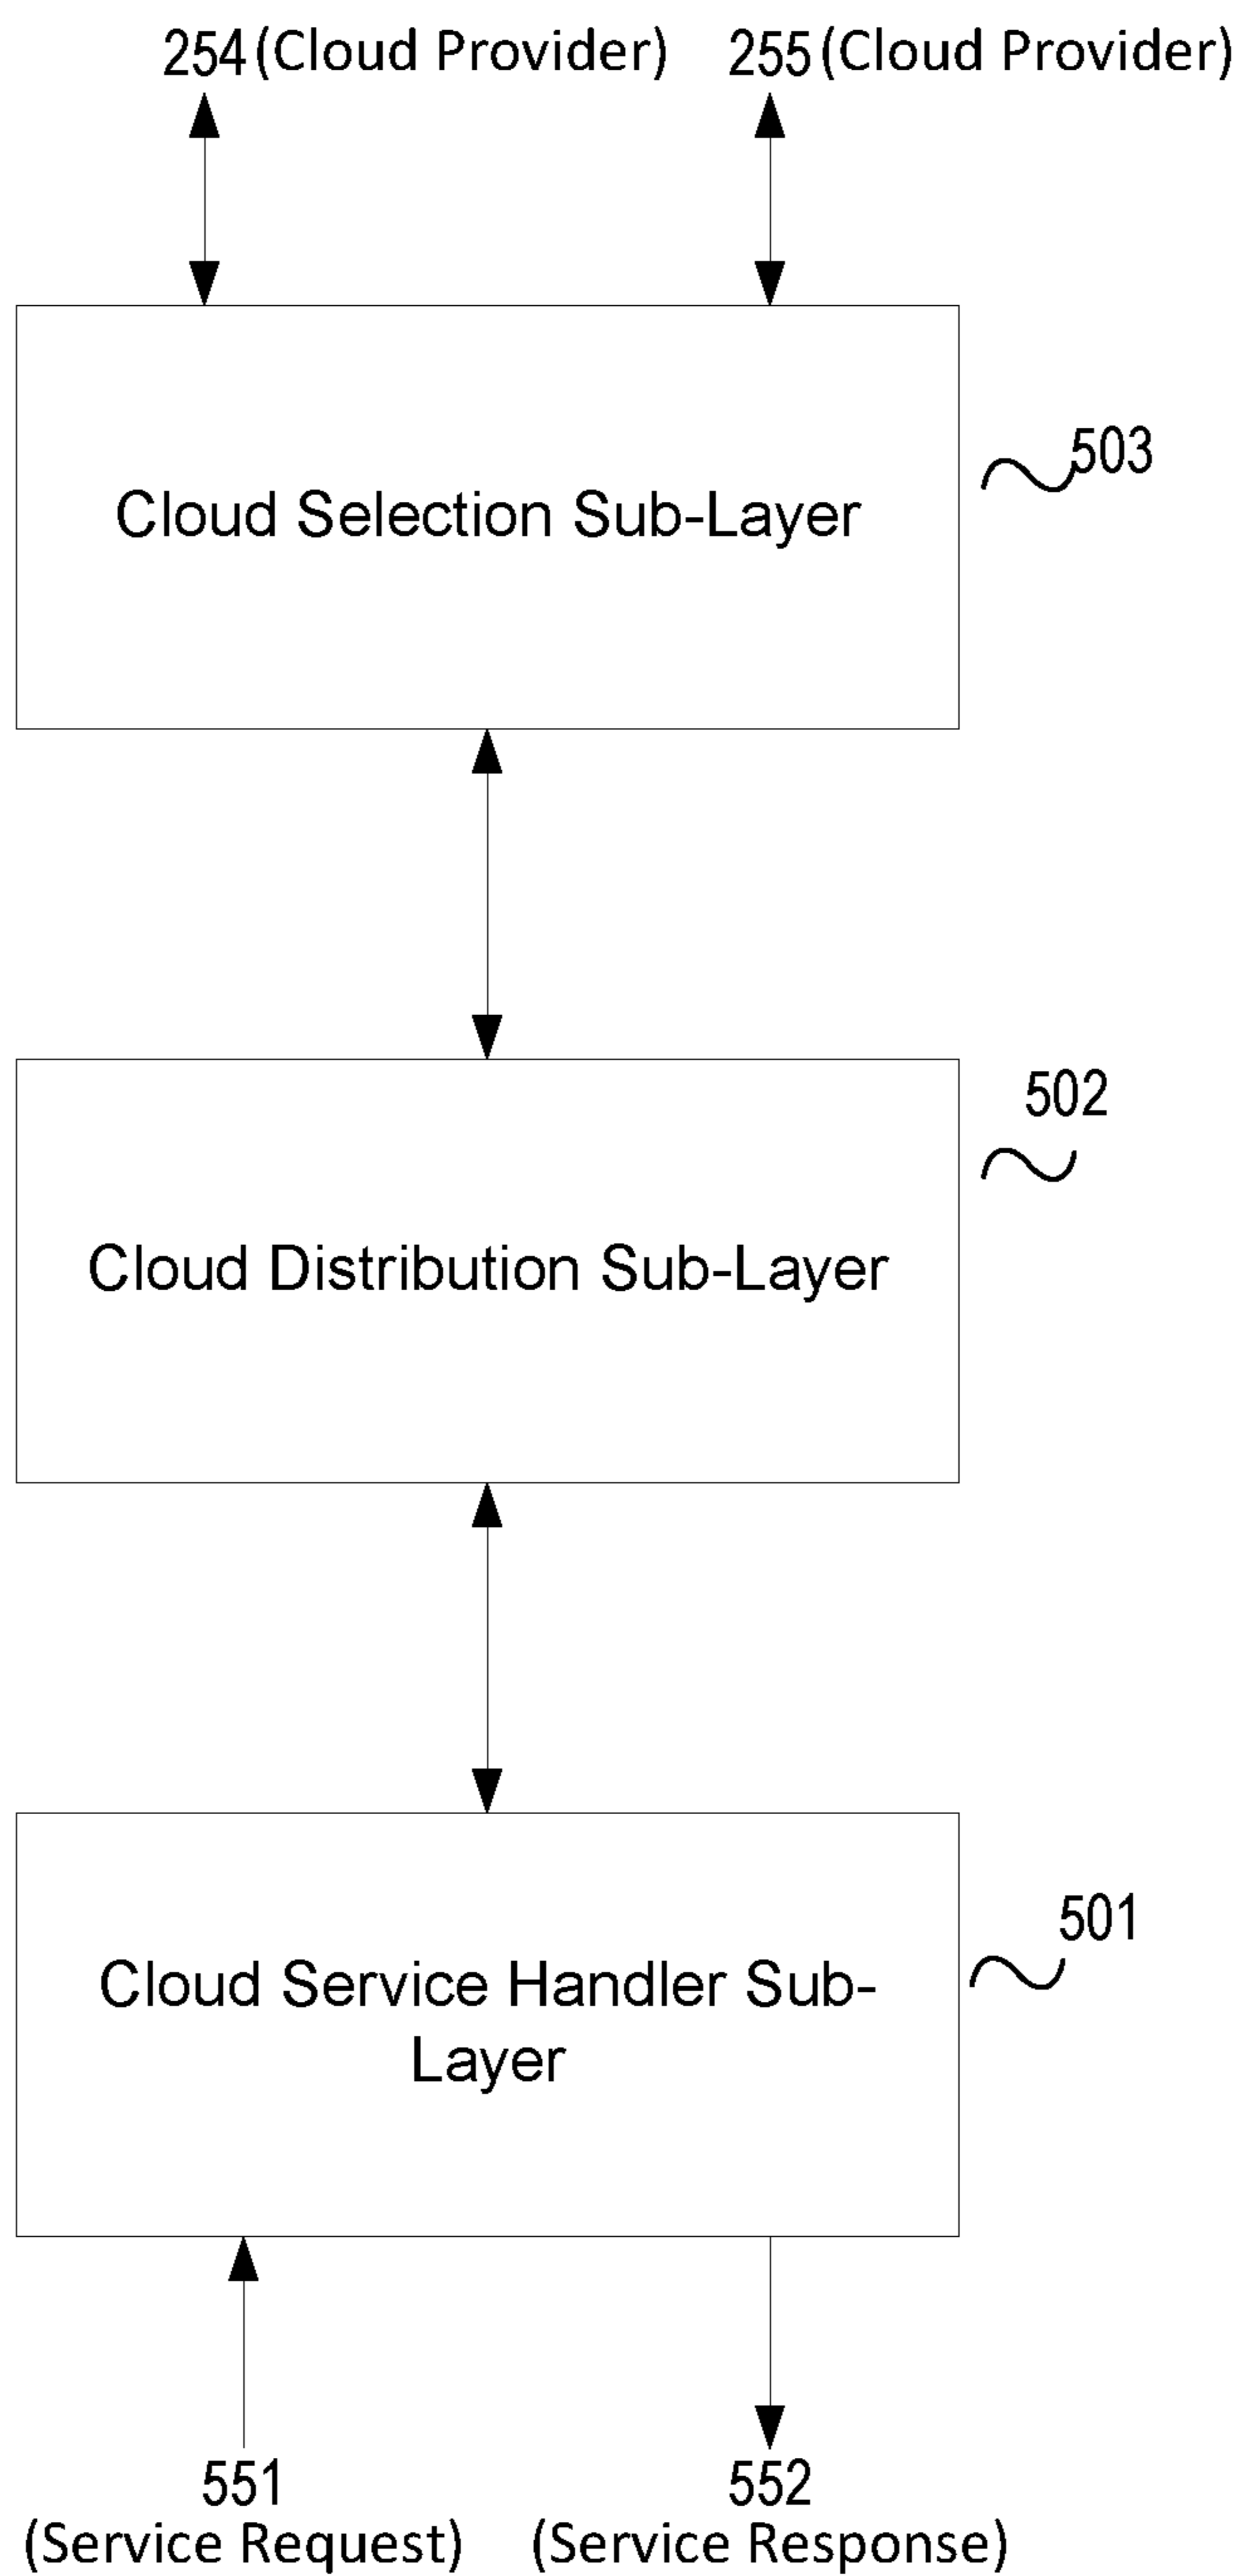 254 (Cloud Provider) 255 (Cloud Provider)
503
Cloud Selection Sub-Layer
502
Cloud Distribution Sub-Layer
501
Cloud Service Handler Sub-
Layer
551 552
(Service Request) (Service Response)